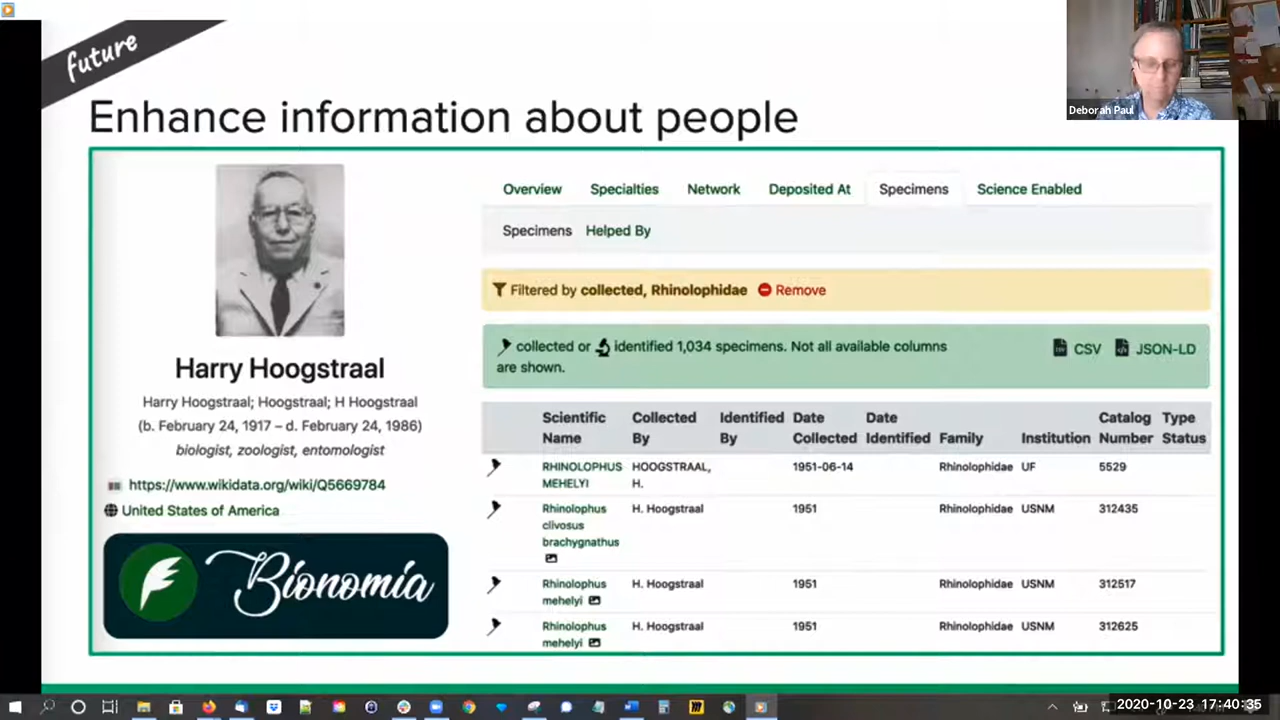 future
Deborah Paul
Enhance information about people
Harry Hoogstraal
Harry Hoogstraal; Hoogstraal; H Hoogstraal
(b. February 24, 1917 – d. February 24, 1986)
biologist, zoologist, entomologist
https://www.wikidata.org/wiki/Q5669784
United States of America
Bionomia
Overview Specialties Network Deposited At Specimens Science Enabled
Specimens Helped By
Filtered by collected, Rhinolophidae Remove
collected or identified 1,034 specimens. Not all available columns
are shown.
CSV JSON-LD
Scientific Collected Identified Date Date Catalog Type
Name By By Collected Identified Family Institution Number Status
RHINOLOPHUS HOOGSTRAAL, 1951-06-14 Rhinolophidae UF 5529
MEHELYI H.
Rhinolophus H. Hoogstraal 1951 Rhinolophidae USNM 312435
clivosus
brachygnathus
Rhinolophus H. Hoogstraal 1951 Rhinolophidae USNM 312517
mehelyi
Rhinolophus H. Hoogstraal 1951 Rhinolophidae USNM 312625
mehelyi
2020-10-23 17:40:35